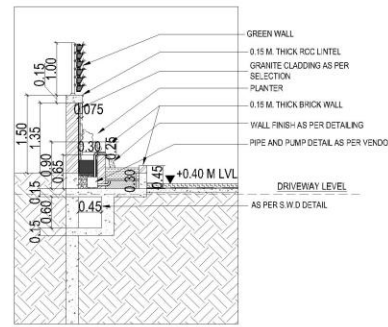 GREEN WALL
0.15 M. THICK RCC LINTEL
GRANITE CLADDING AS PER
SELECTION
PLANTER
0.15 M. THICK BRICK WALL
WALL FINISH AS PER DETAILING
PIPE AND PUMP DETAIL AS PER VENDO
+0.40 M LVL
DRIVEWAY LEVEL
AS PER S.W.D DETAIL
1.00
0.15
0.075
1.50
1.35
0.30
0.25
0.90
0.65
0.30
0.45
0.15
0.45
0.60
0.15